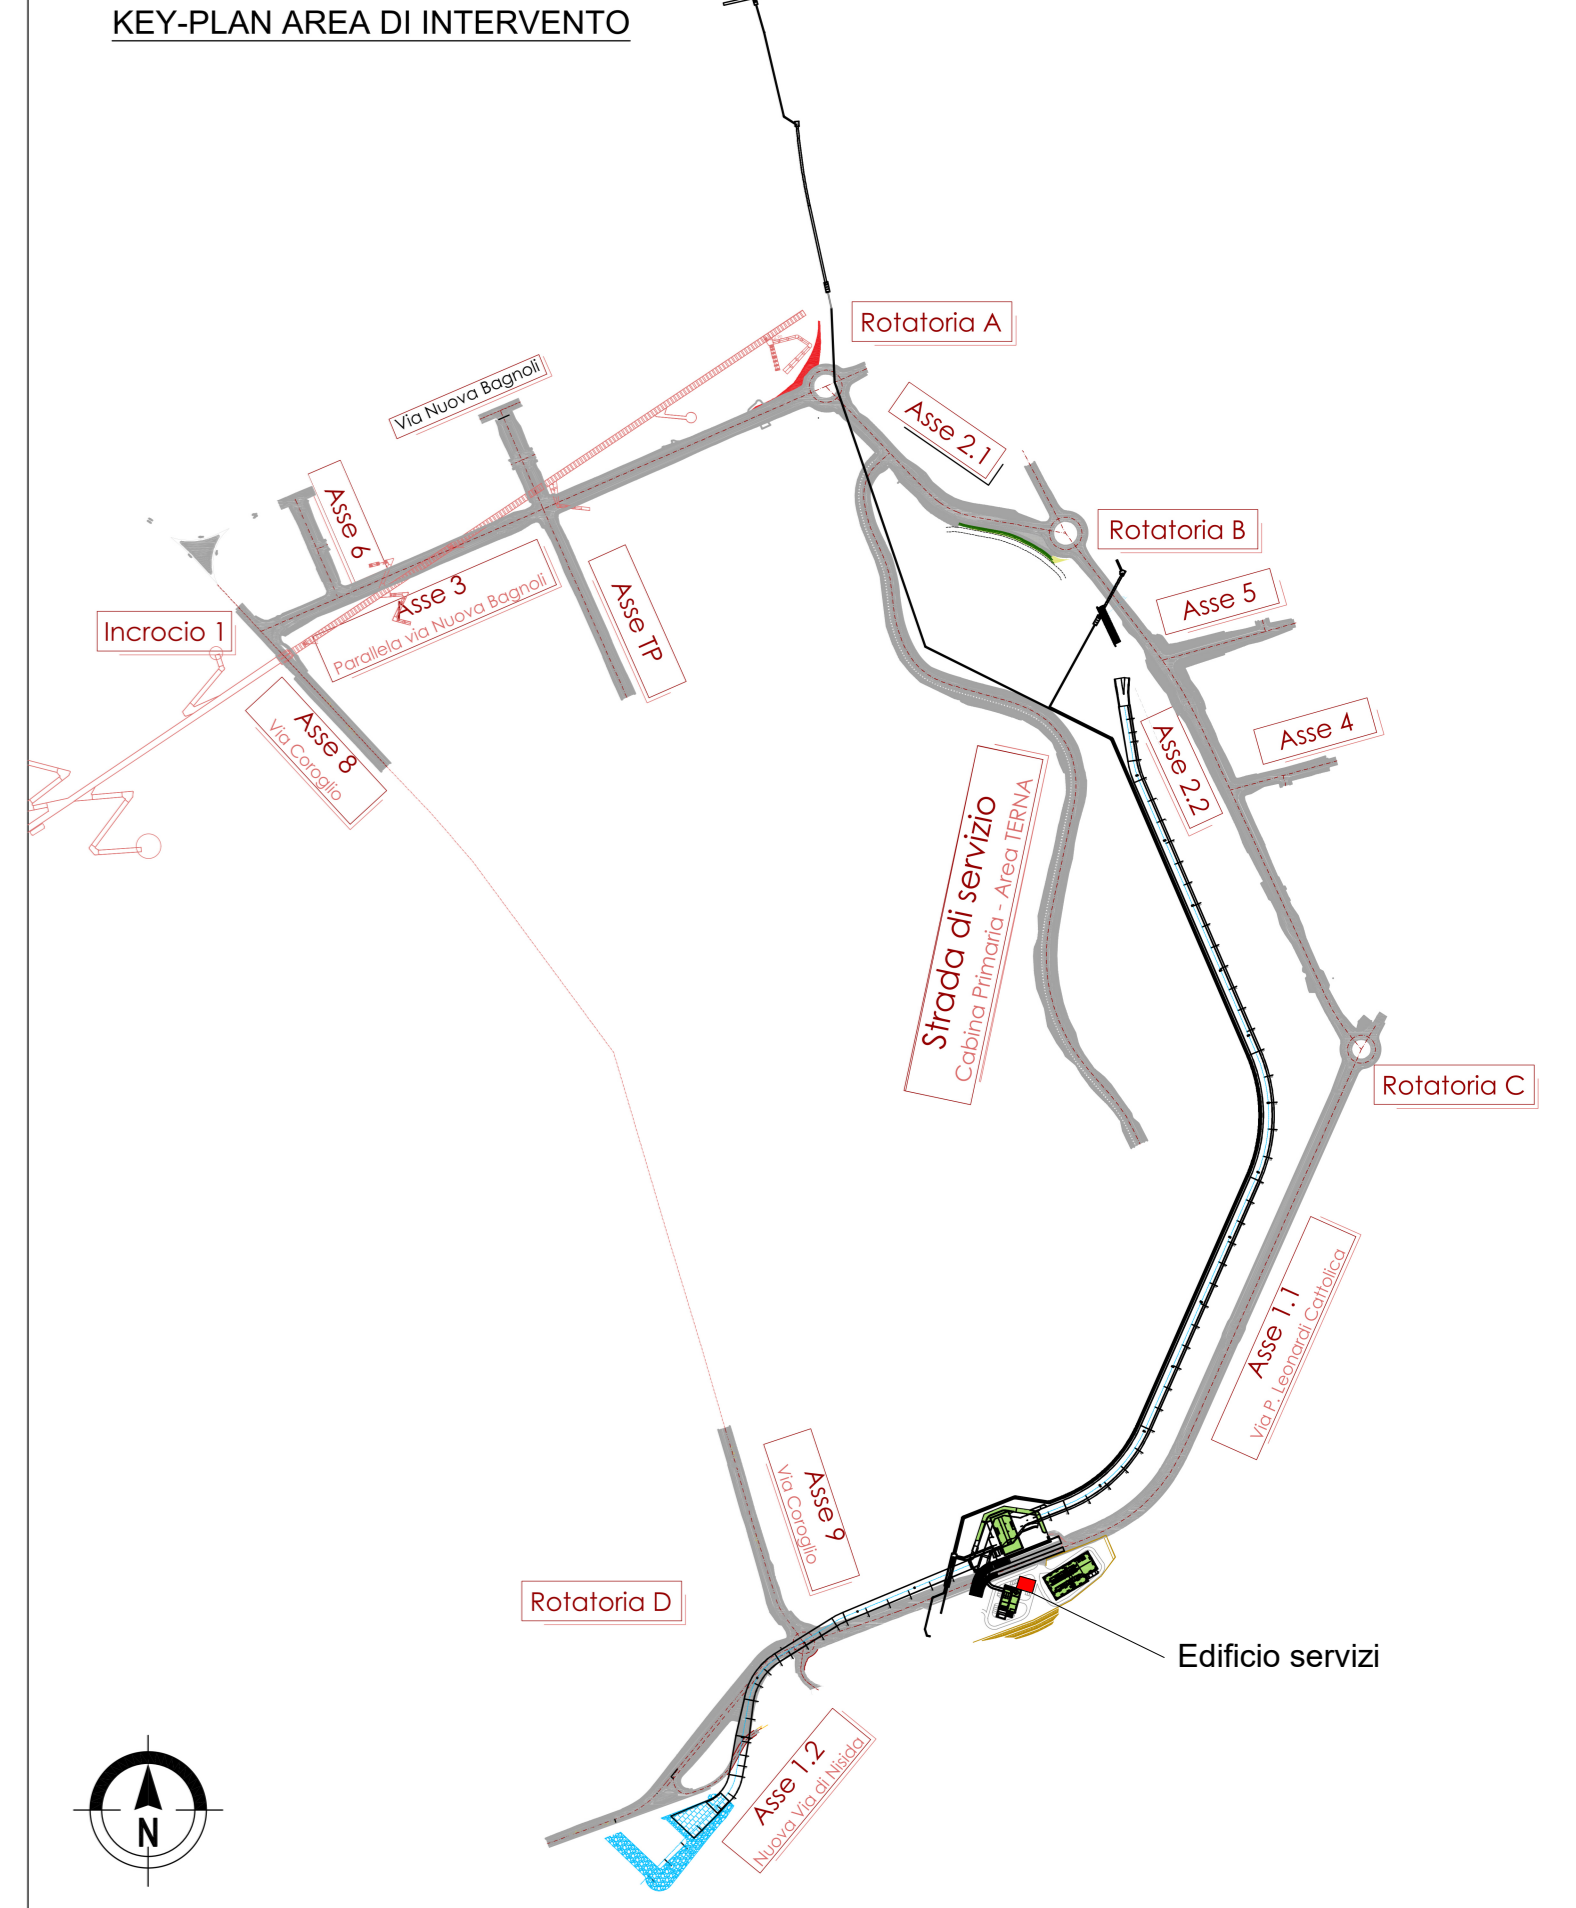 KEY-PLAN AREA DI INTERVENTO
Rotatoria A
Via Nuova Bagnoli
Asse 2.1
Asse 6
Rotatoria B
Asse 3
Parallela via Nuova Bagnoli
Asse TP
Asse 5
Incrocio 1
Asse 8
Via Coroglio
Asse 4
Asse 2.2
Strada di servizio
Cabina Primaria - Area TERNA
Rotatoria C
Asse 1.1
Via P. Leonardi Cattolica
Asse 9
Via Coroglio
Rotatoria D
Edificio servizi
Asse 1.2
Nuova Via di Nisida
N